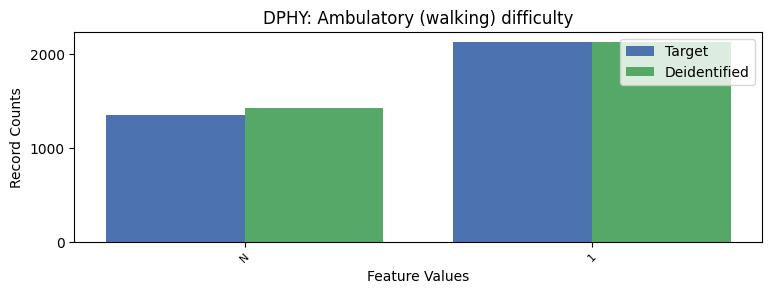 DPHY: Ambulatory (walking) difficulty
Target
Deidentified
Record Counts
2000
1000
0
N
1
Feature Values